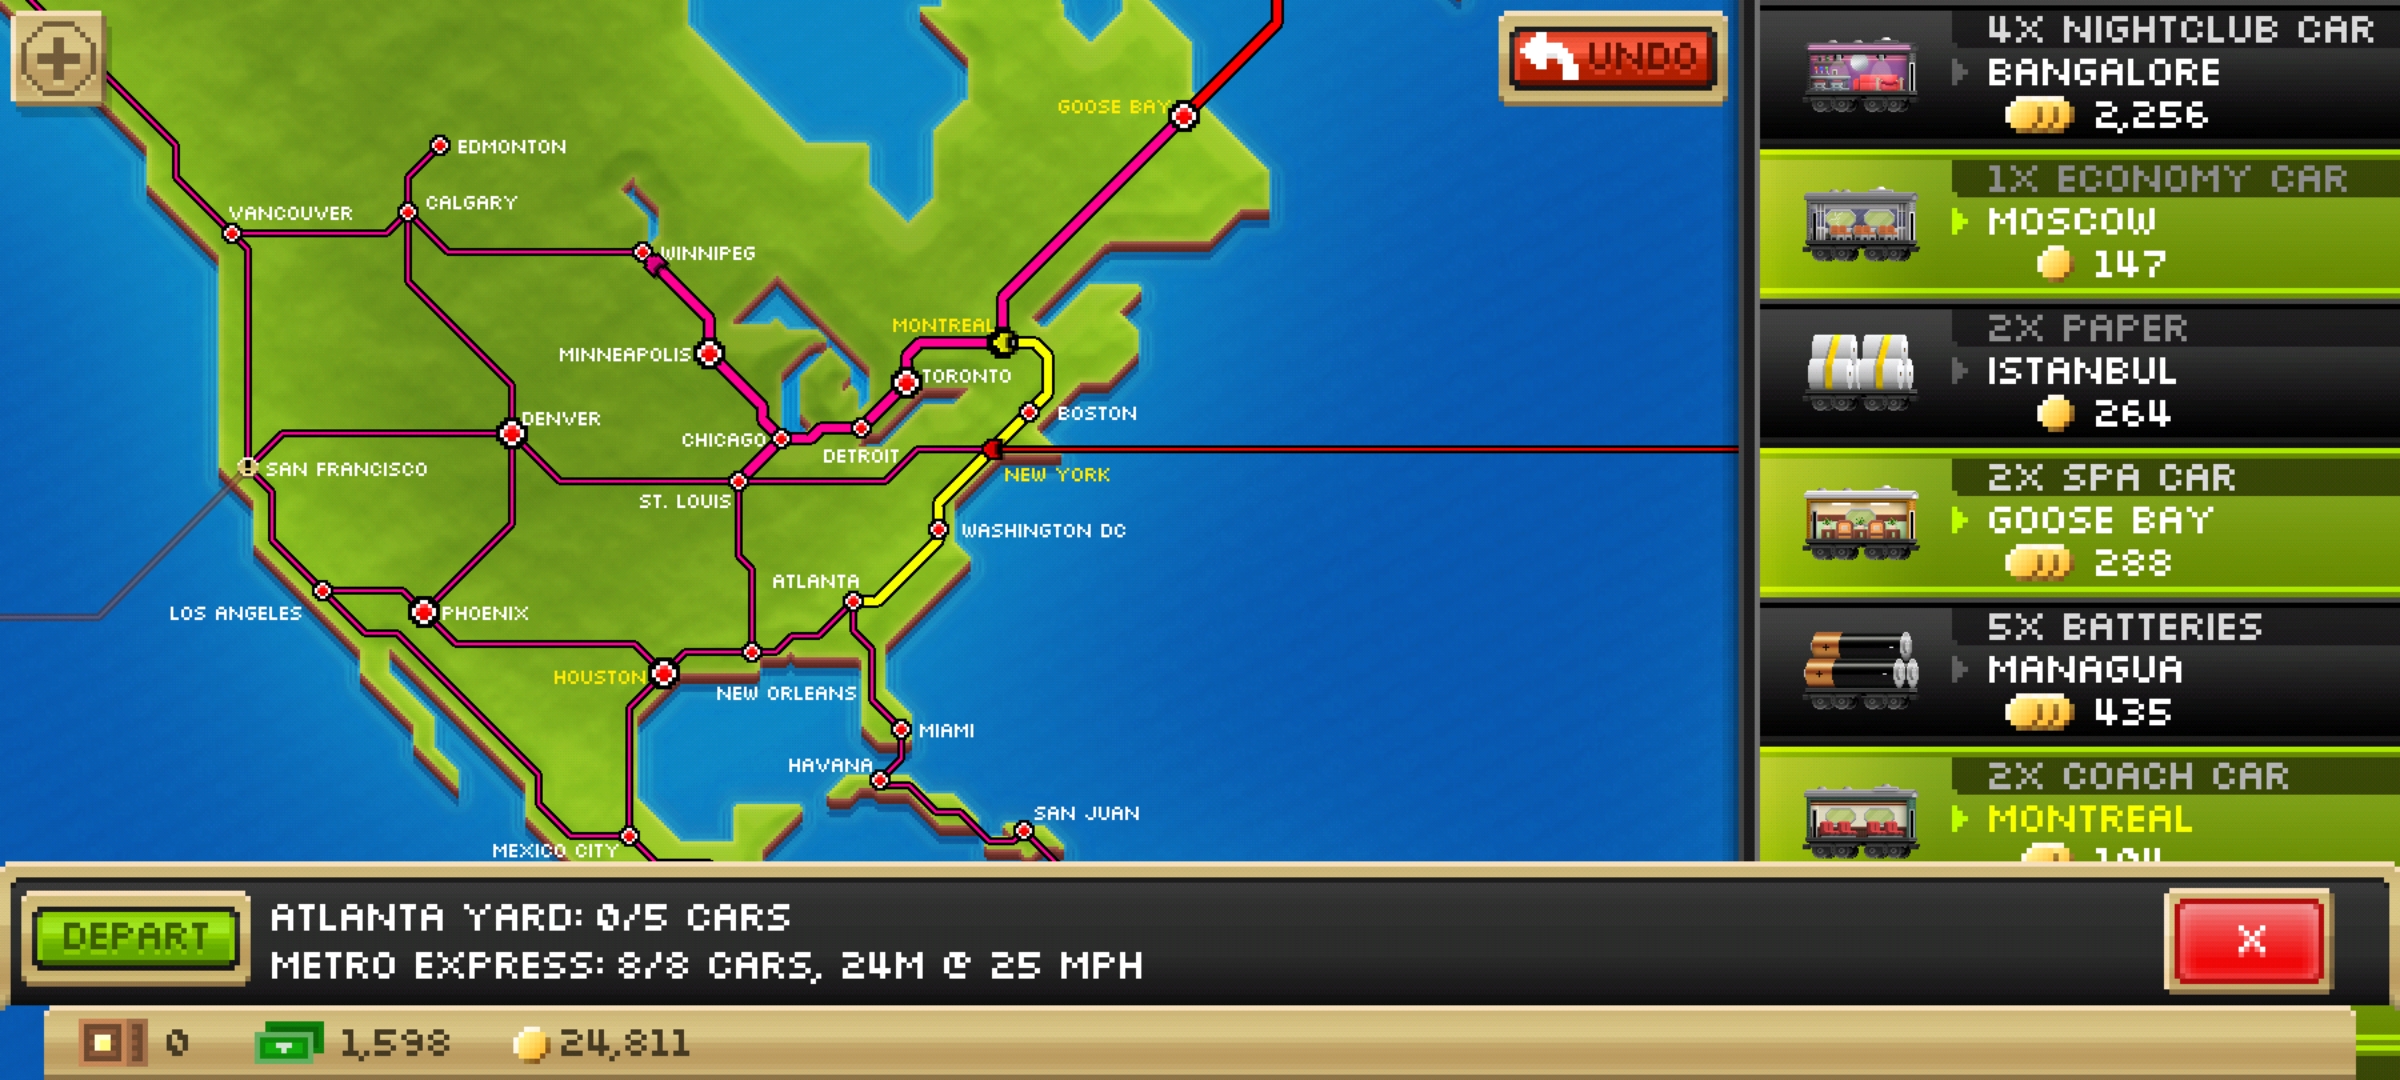 UNDO
GOOSE BAY
EDMONTON
CALGARY
VANCOUVER
WINNIPEG
MONTREAL
MINNEAPOLIS
TORONTO
BOSTON
DENVER
CHICAGO
DETROIT
SAN FRANCISCO
NEW YORK
ST. LOUIS
WASHINGTON DC
ATLANTA
LOS ANGELES
PHOENIX
HOUSTON
NEW ORLEANS
MIAMI
HAVANA
SAN JUAN
MEXICO CITY
4X NIGHTCLUB CAR
BANGALORE
2,256
1X ECONOMY CAR
MOSCOW
147
2X PAPER
ISTANBUL
264
2X SPA CAR
GOOSE BAY
288
5X BATTERIES
MANAGUA
435
2X COACH CAR
MONTREAL
DEPART
ATLANTA YARD: 0/5 CARS
METRO EXPRESS: 8/8 CARS, 24M @ 25 MPH
X
0
1,598
24,811